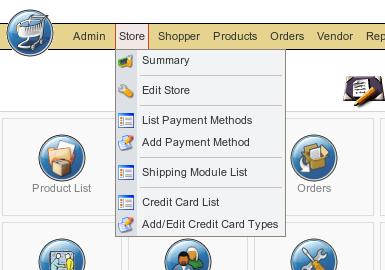 Admin Store Shopper Products Orders Vendor Rep
Summary
Edit Store
List Payment Methods
Add Payment Method
Shipping Module List
Credit Card List
Add/Edit Credit Card Types
Product List
Orders